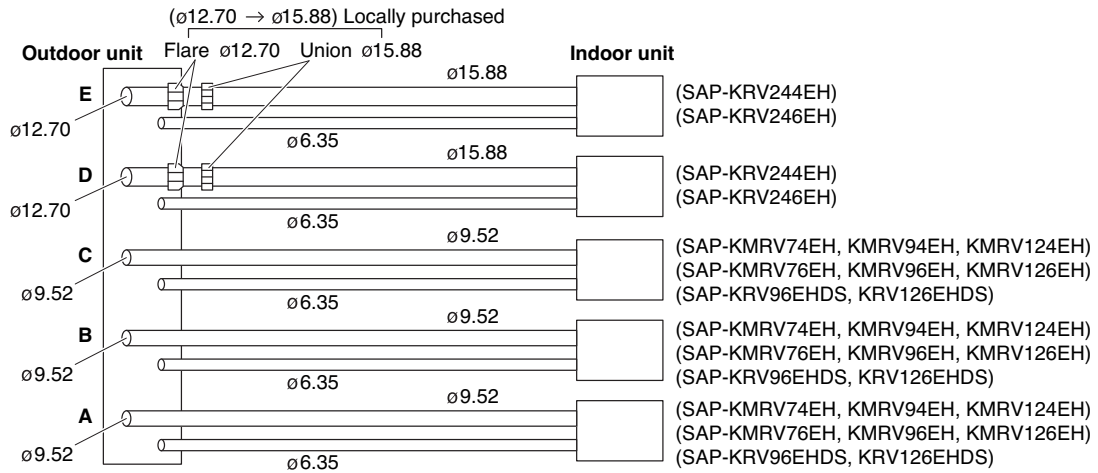 (ø12.70 → ø15.88) Locally purchased
Outdoor unit Flare ø12.70 Union ø15.88 Indoor unit
ø15.88
E (SAP-KRV244EH)
(SAP-KRV246EH)
ø12.70
ø6.35
ø15.88
D (SAP-KRV244EH)
(SAP-KRV246EH)
ø12.70
ø6.35
ø9.52
C (SAP-KMRV74EH, KMRV94EH, KMRV124EH)
(SAP-KMRV76EH, KMRV96EH, KMRV126EH)
ø9.52 (SAP-KRV96EHDS, KRV126EHDS)
ø6.35
ø9.52
B (SAP-KMRV74EH, KMRV94EH, KMRV124EH)
(SAP-KMRV76EH, KMRV96EH, KMRV126EH)
ø9.52 (SAP-KRV96EHDS, KRV126EHDS)
ø6.35
ø9.52
A (SAP-KMRV74EH, KMRV94EH, KMRV124EH)
(SAP-KMRV76EH, KMRV96EH, KMRV126EH)
ø9.52 (SAP-KRV96EHDS, KRV126EHDS)
ø6.35